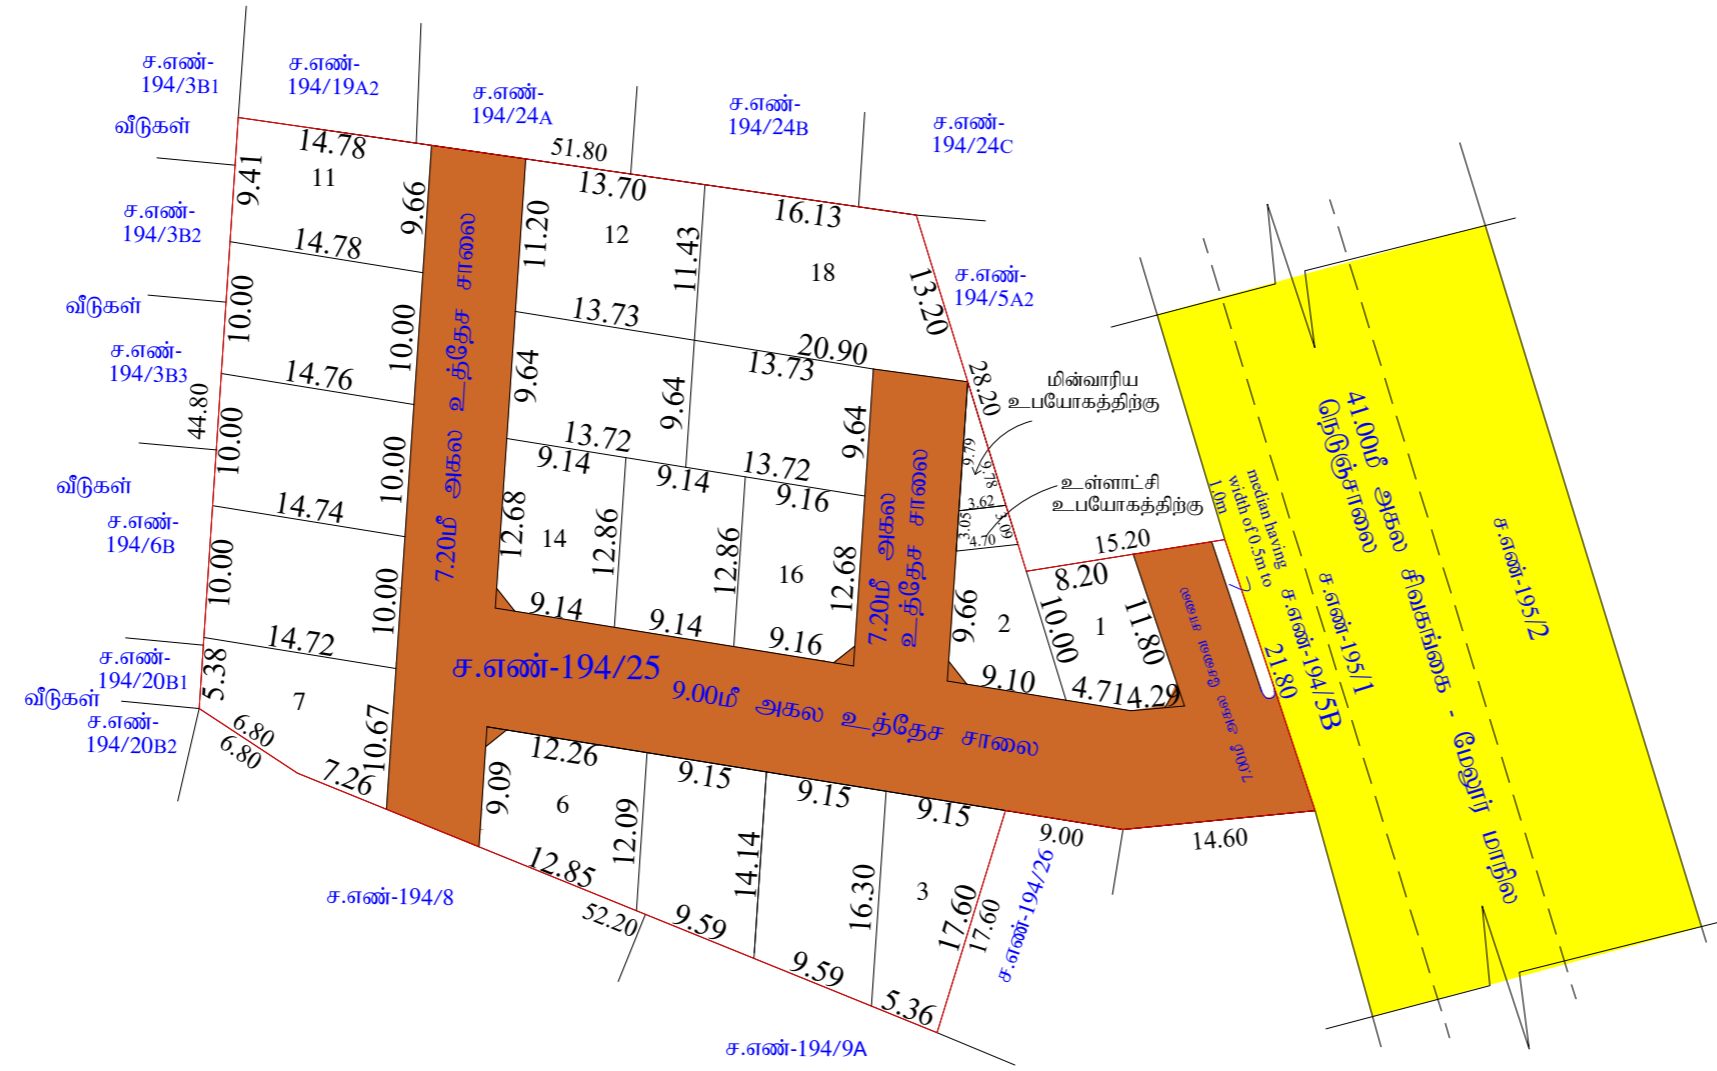 ச.எண்-
194/3B1
ச.எண்-
194/19A2
ச.எண்-
194/24A
ச.எண்-
194/24B
ச.எண்-
194/24C
வீடுகள்
14.78
51.80
13.70
16.13
9.41
11
9.66
11.20
12
11.43
18
13.20
ச.எண்-
194/3B2
14.78
ச.எண்-
194/5A2
வீடுகள்
10.00
10.00
13.73
20.90
13.73
28.20
ச.எண்-
194/3B3
14.76
9.64
9.64
9.64
44.80
மின்வாரிய
உபயோகத்திற்கு
10.00
10.00
13.72
13.72
9.79
9.78
7.20மீ அகல உத்தேச சாலை
9.14
9.14
9.16
வீடுகள்
14.74
உள்ளாட்சி
உபயோகத்திற்கு
3.62
3.05
3.09
4.70
ச.எண்-
194/6B
12.68
14
12.86
12.86
16
12.68
7.20மீ அகல
உத்தேச சாலை
10.00
10.00
9.14
9.14
9.16
9.66
2
10.00
15.20
8.20
1
11.80
9.10
4.71
4.29
7.00மீ அகல சேவை சாலை
median having
width of 0.5m to
1.0m
21.80
ச.எண்-194/5B
ச.எண்-195/1
41.00மீ அகல சிவகங்கை - மேலூர் மாநில
நெடுஞ்சாலை
ச.எண்-195/2
14.72
ச.எண்-
194/20B1
5.38
7
வீடுகள்
ச.எண்-
194/20B2
6.80
6.80
7.26
10.67
ச.எண்-194/25
9.00மீ அகல உத்தேச சாலை
12.26
9.15
9.15
9.15
9.09
6
12.09
14.14
16.30
3
17.60
17.60
9.00
14.60
ச.எண்-194/26
12.85
52.20
9.59
9.59
5.36
ச.எண்-194/8
ச.எண்-194/9A